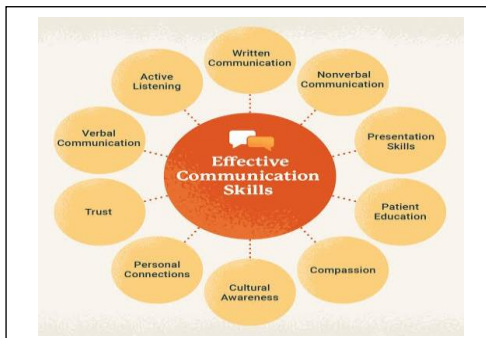 Written
Communication
Nonverbal
Communication
Presentation
Skills
Patient
Education
Compassion
Cultural
Awareness
Personal
Connections
Trust
Verbal
Communication
Active
Listening
Effective
Communication
Skills